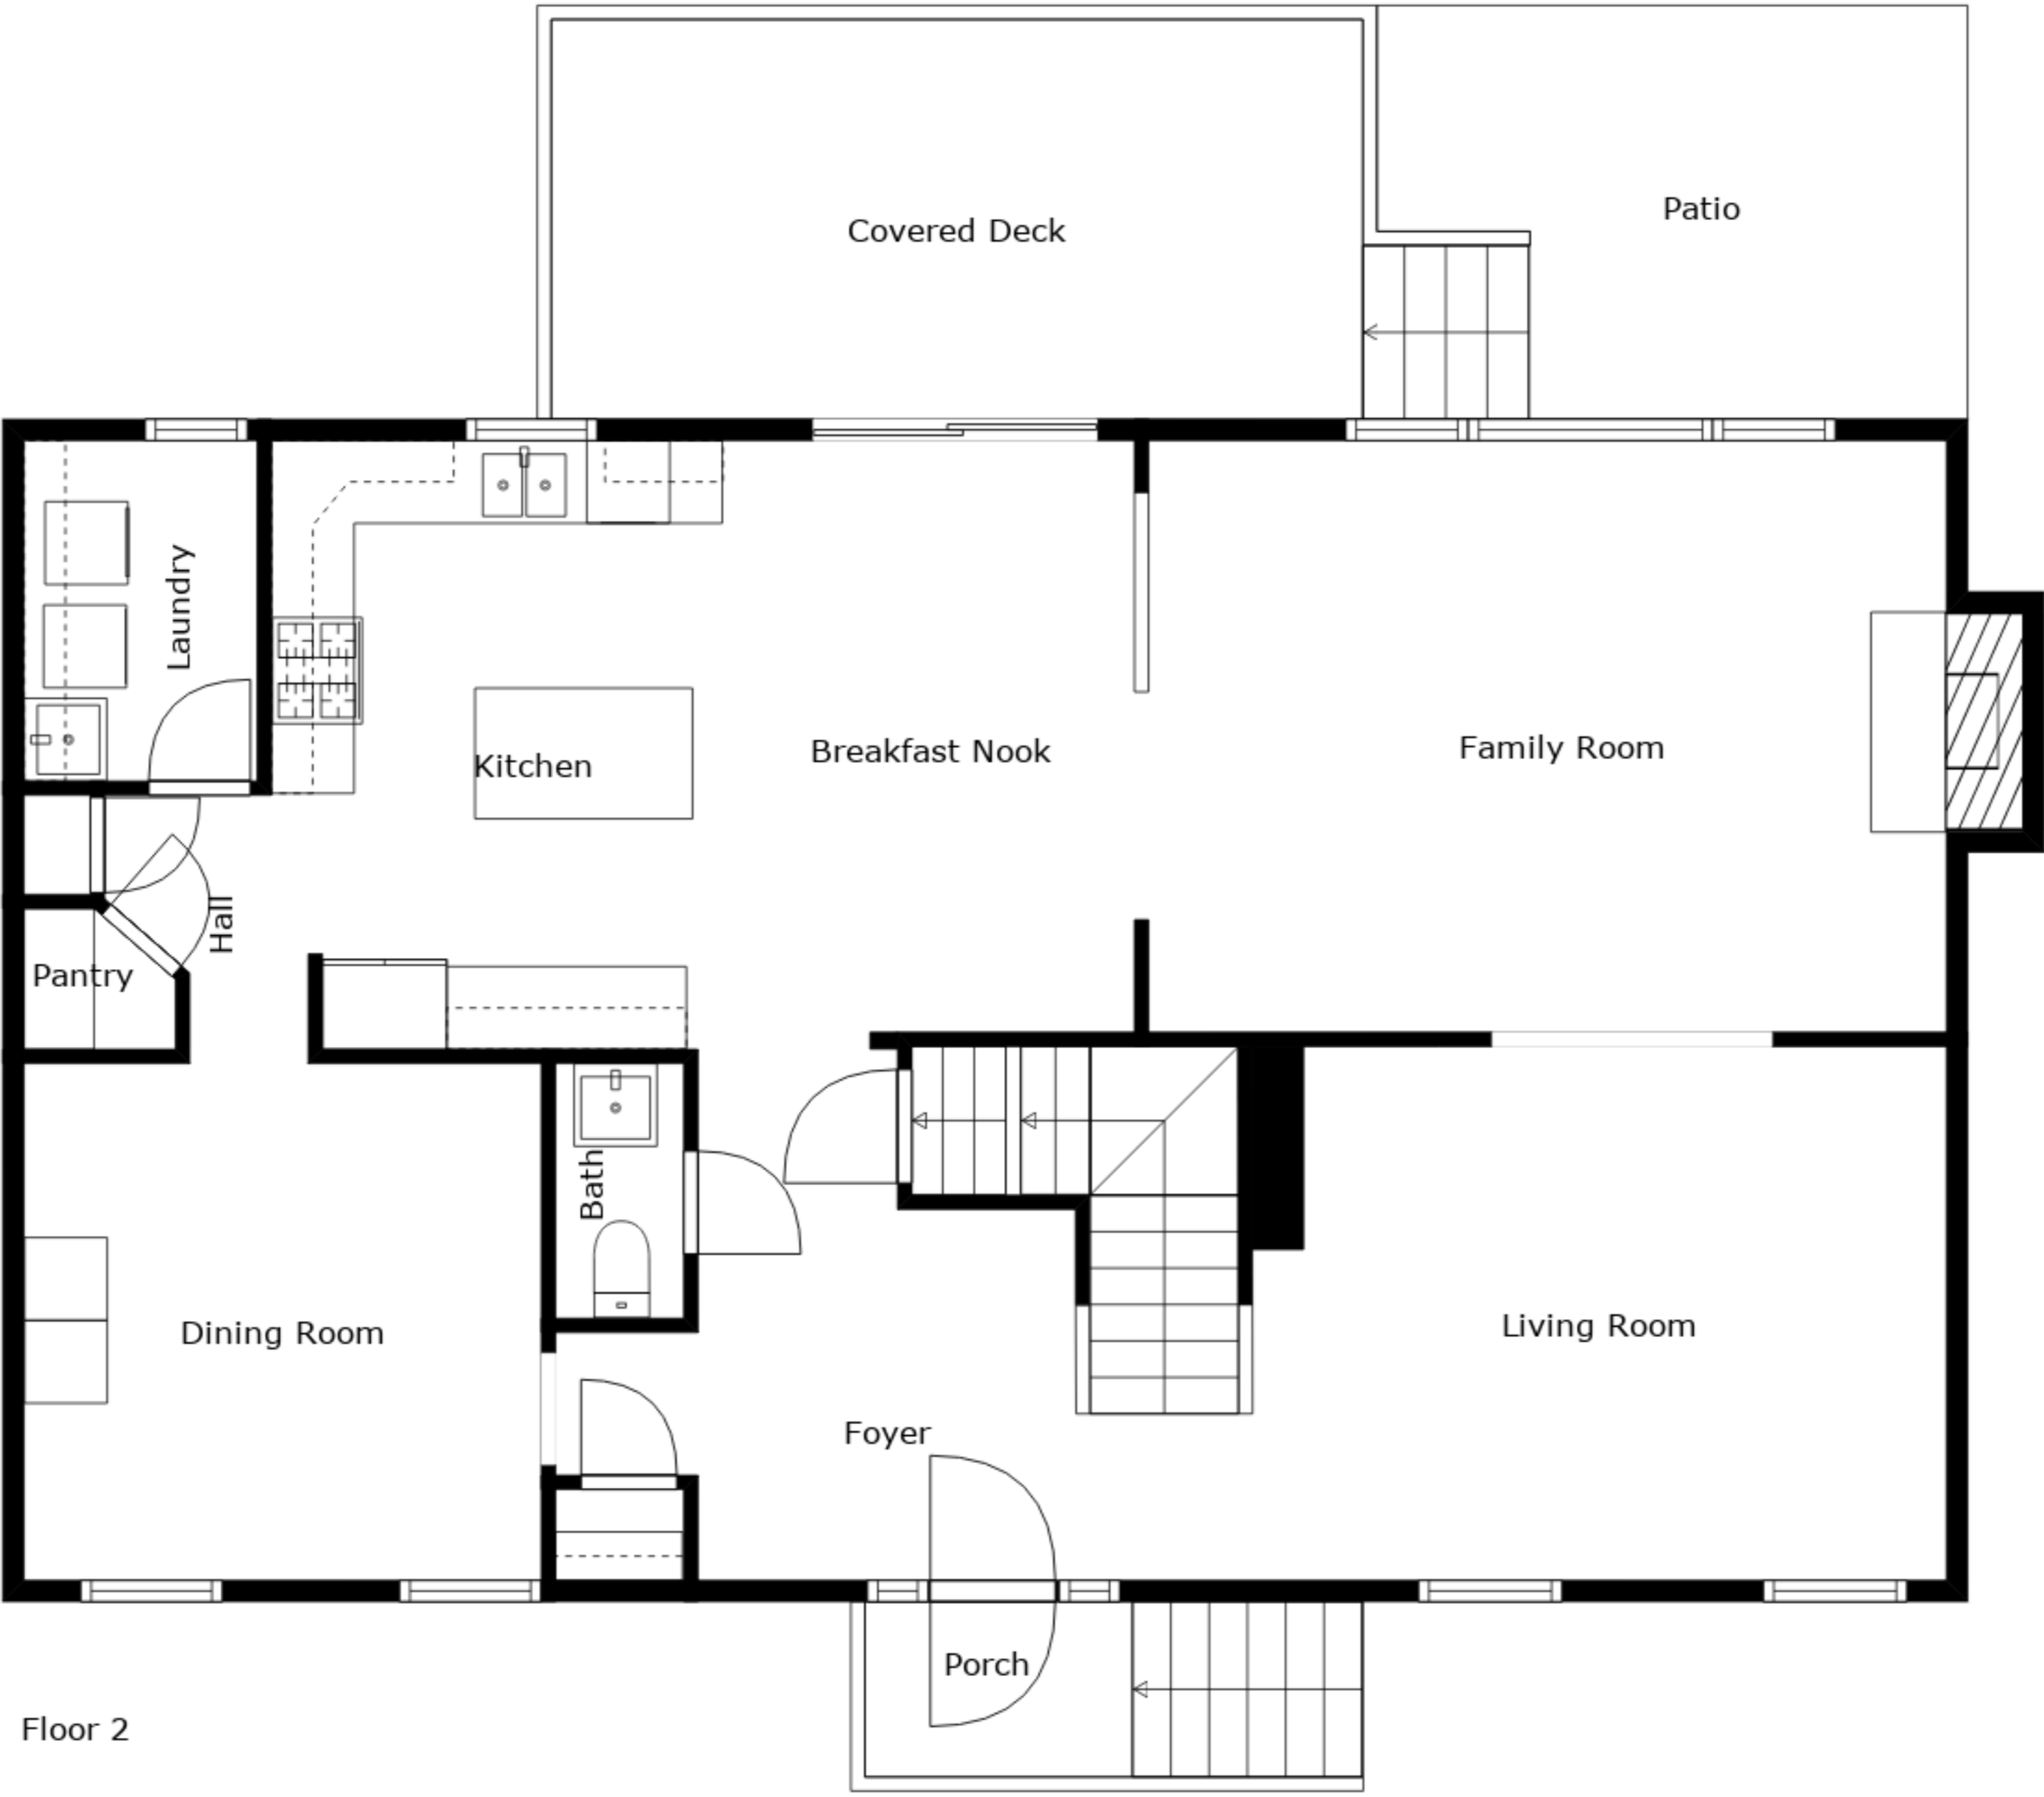 Covered Deck
Patio
Laundry
Kitchen
Breakfast Nook
Family Room
Hall
Pantry
Bath
Dining Room
Living Room
Foyer
Porch
Floor 2